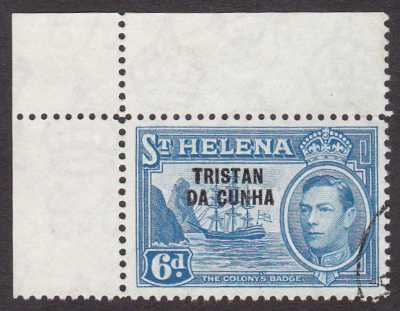 ST HELENA
TRISTAN
DA CUNHA
6d.
THE COLONY'S BADGE.